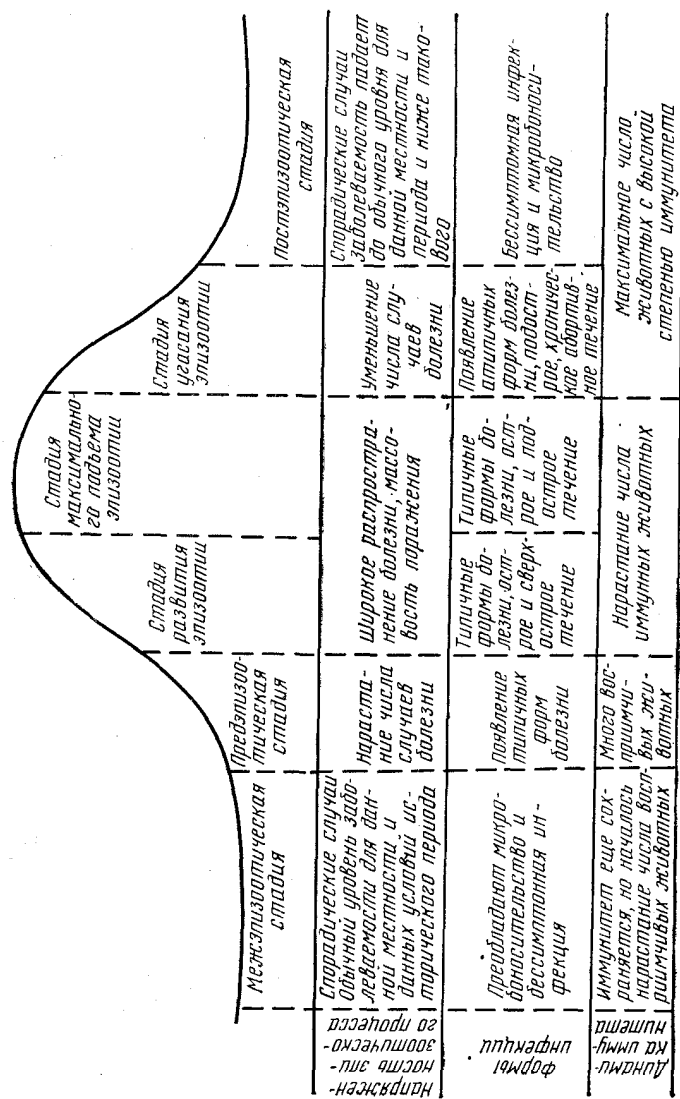 Межэпизоотическая
стадия
Предэпизоо-
тическая
стадия
Стадия
развития
эпизоотии
Стадия
максимально-
го подъема
эпизоотии
Стадия
угасания
эпизоотии
Постэпизоотическая
стадия
Напряжен-
ность эпи-
зоотическо-
го процесса
Спорадические случаи
Обычный уровень забо-
леваемости для дан-
ной местности и
данных условий ис-
торического периода
Нараста-
ние числа
случаев
болезни
Широкое распростра-
нение болезни, массо-
вость поражения
Уменьшение
числа слу-
чаев
болезни
Спорадические случаи
заболеваемость падает
до обычного уровня для
данной местности и
периода и ниже тако-
вого
Формы
инфекции
Преобладают микро-
боносительство и
бессимптомная ин-
фекция
Появление
типичных
форм
болезни
Типичные
формы бо-
лезни, ост-
рое и сверх-
острое
течение
Типичные
формы бо-
лезни, ост-
рое и под-
острое
течение
Появление
атипичных
форм болез-
ни, подост-
рое, хроничес-
кое абортив-
ное течение
Бессимптомная инфек-
ция и микробоноси-
тельство
Динами-
ка имму-
нитета
Иммунитет еще сох-
раняется, но началось
нарастание числа восп-
риимчивых животных
Много вос-
приимчи-
вых жи-
вотных
Нарастание числа
иммунных животных
Максимальное число
животных с высокой
степенью иммунитета